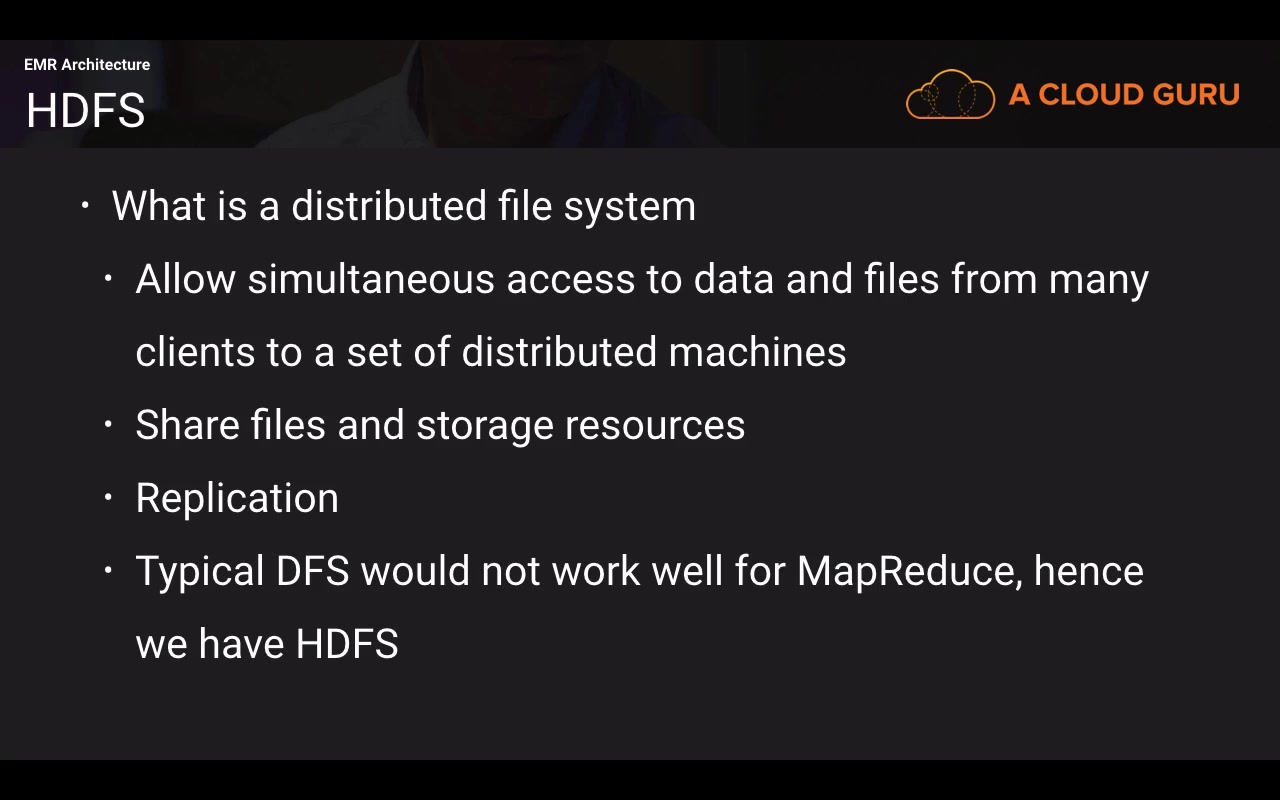 EMR Architecture
HDFS
A CLOUD GURU
• What is a distributed file system
• Allow simultaneous access to data and files from many
clients to a set of distributed machines
• Share files and storage resources
• Replication
• Typical DFS would not work well for MapReduce, hence
we have HDFS